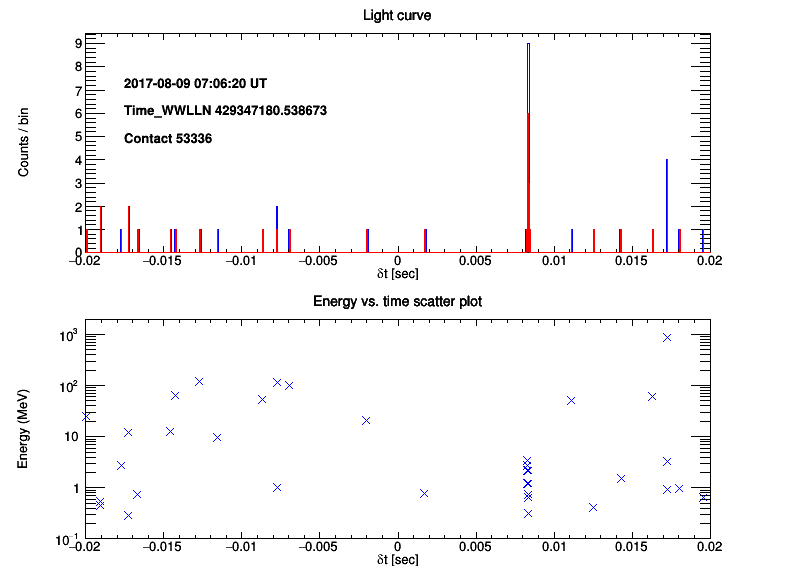 Light curve
9
8
7
6
5
4
3
2
1
0
Counts / bin
2017-08-09 07:06:20 UT
Time_WWLLN 429347180.538673
Contact 53336
−0.02 −0.015 −0.01 −0.005 0 0.005 0.01 0.015 0.02
δt [sec]
Energy vs. time scatter plot
10³
10²
10
1
10⁻¹
Energy (MeV)
−0.02 −0.015 −0.01 −0.005 0 0.005 0.01 0.015 0.02
δt [sec]